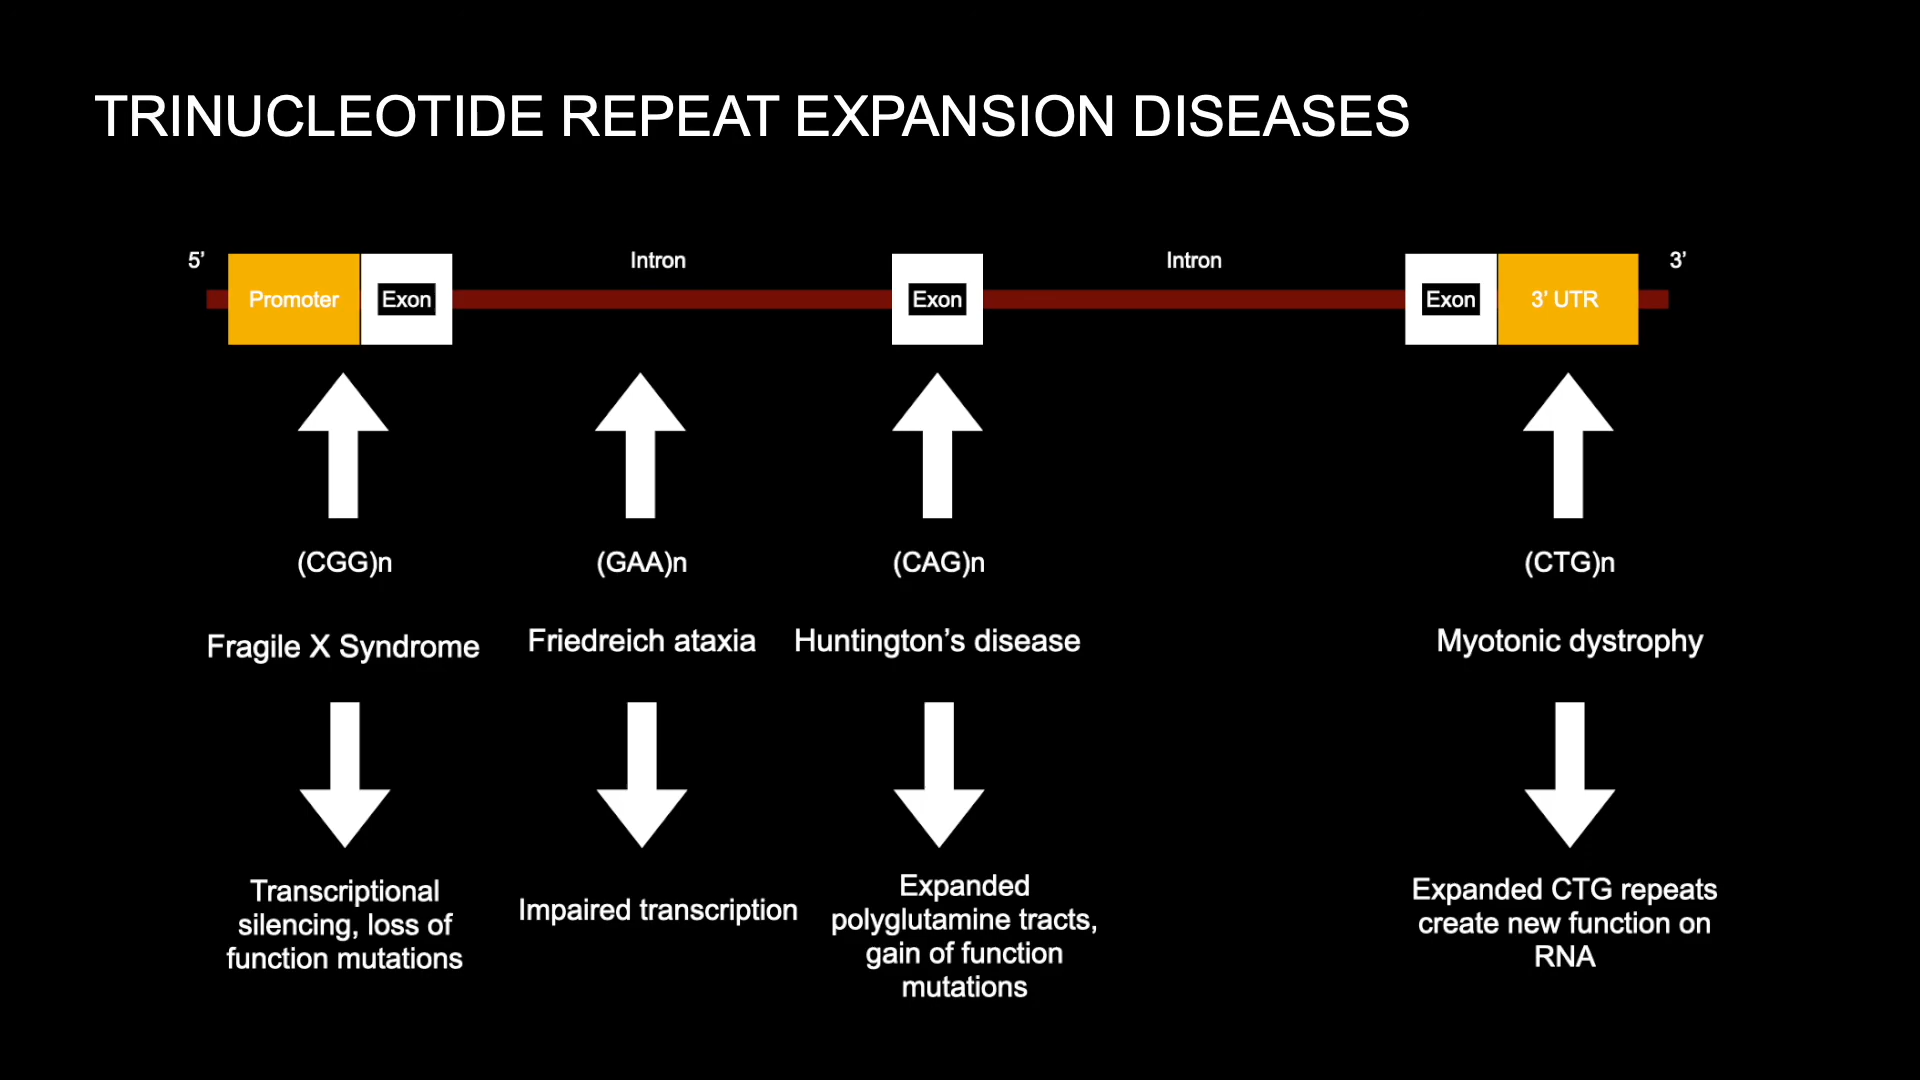 TRINUCLEOTIDE REPEAT EXPANSION DISEASES
5’
Promoter
Exon
Intron
Exon
Intron
Exon
3’ UTR
3’
(CGG)n
(GAA)n
(CAG)n
(CTG)n
Fragile X Syndrome
Friedreich ataxia
Huntington’s disease
Myotonic dystrophy
Transcriptional
silencing, loss of
function mutations
Impaired transcription
Expanded
polyglutamine tracts,
gain of function
mutations
Expanded CTG repeats
create new function on
RNA